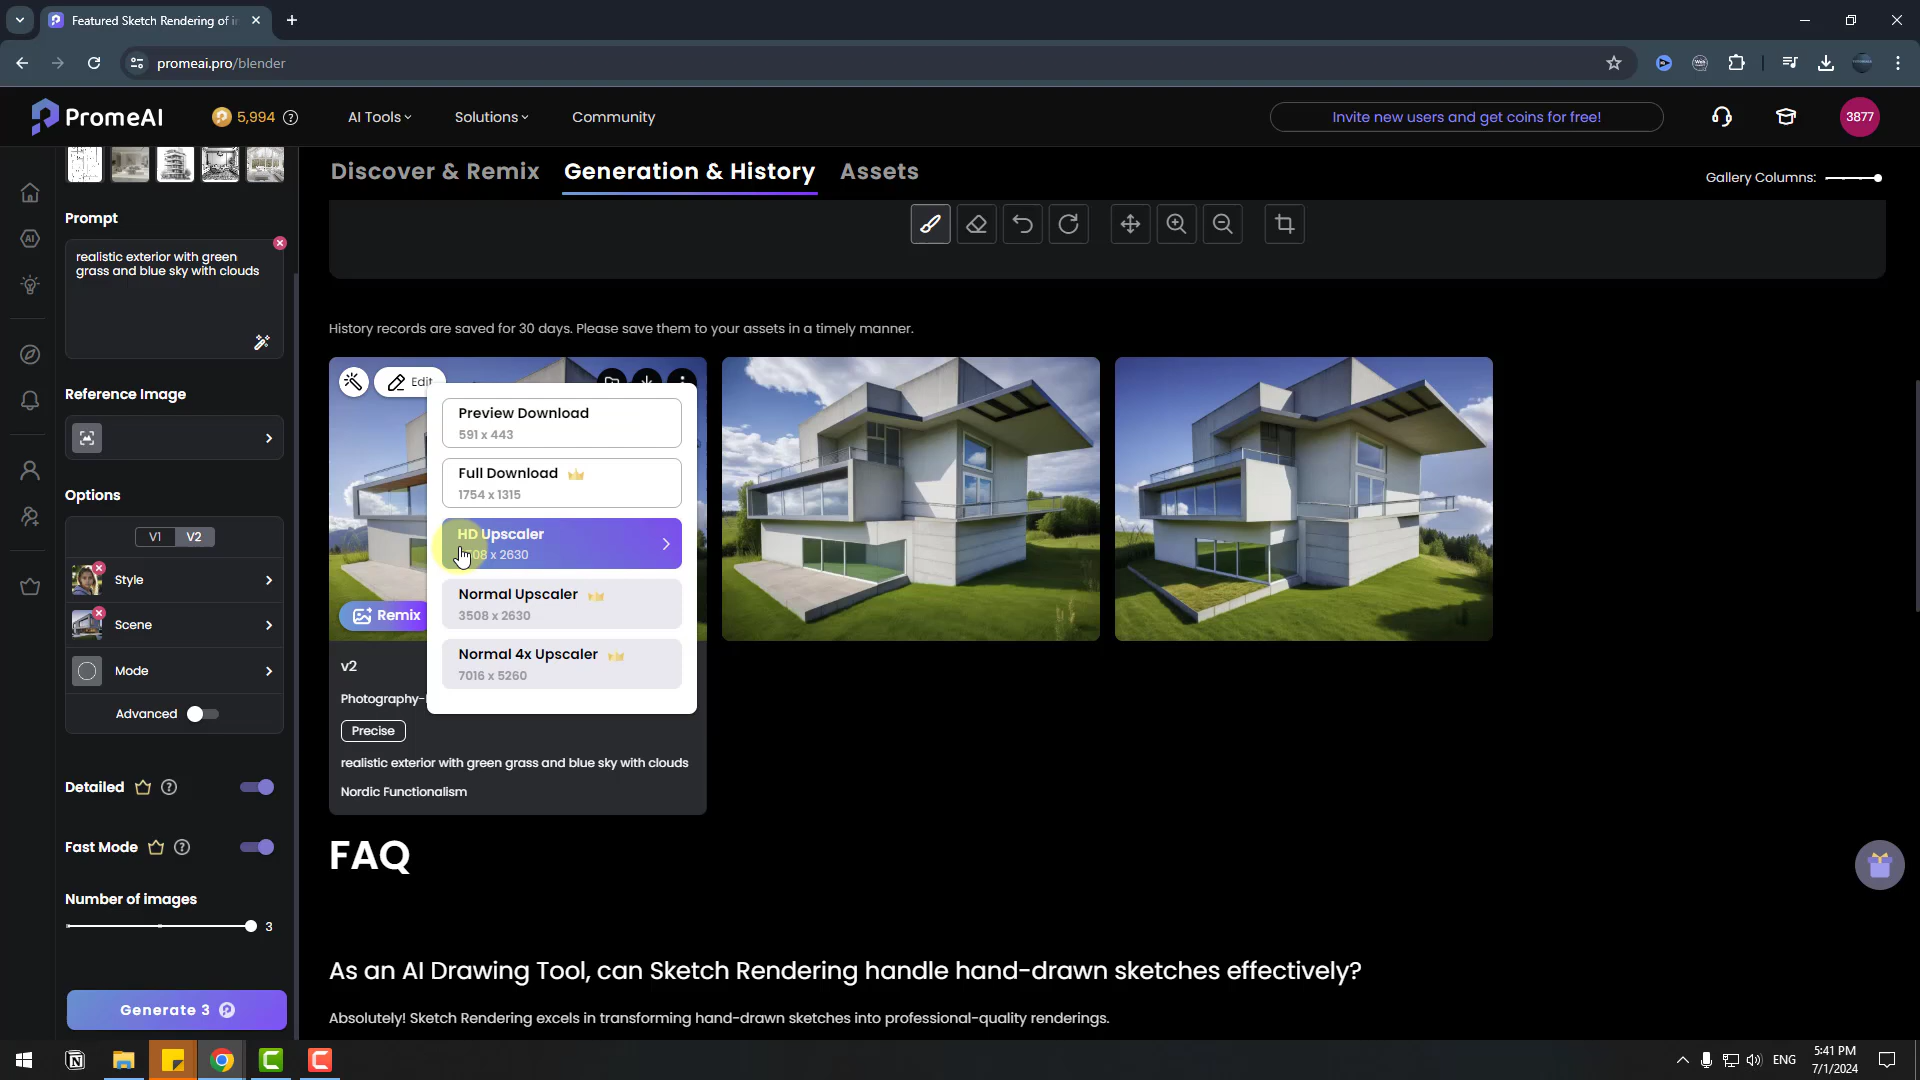 Featured Sketch Rendering of i
promeai.pro/blender
PromeAI
5,994
AI Tools
Solutions
Community
Invite new users and get coins for free!
3877
Discover & Remix
Generation & History
Assets
Gallery Columns:
Prompt
realistic exterior with green
grass and blue sky with clouds
Reference Image
Options
V1
V2
Style
Scene
Mode
Advanced
Detailed
Fast Mode
Number of images
3
Generate 3
History records are saved for 30 days. Please save them to your assets in a timely manner.
Edit
Preview Download
591 x 443
Full Download
1754 x 1315
HD Upscaler
08 x 2630
Normal Upscaler
3508 x 2630
Normal 4x Upscaler
7016 x 5260
Remix
v2
Photography-
Precise
realistic exterior with green grass and blue sky with clouds
Nordic Functionalism
FAQ
As an AI Drawing Tool, can Sketch Rendering handle hand-drawn sketches effectively?
Absolutely! Sketch Rendering excels in transforming hand-drawn sketches into professional-quality renderings.
ENG
5:41 PM
7/1/2024